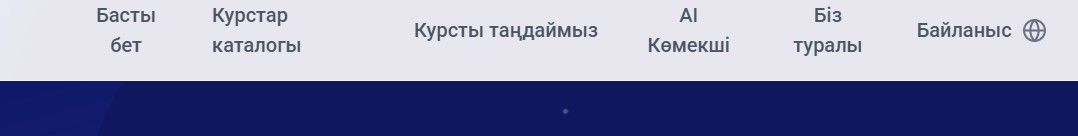 Басты
бет
Курстар
каталогы
Курсты таңдаймыз
AI
Көмекші
Біз
туралы
Байланыс